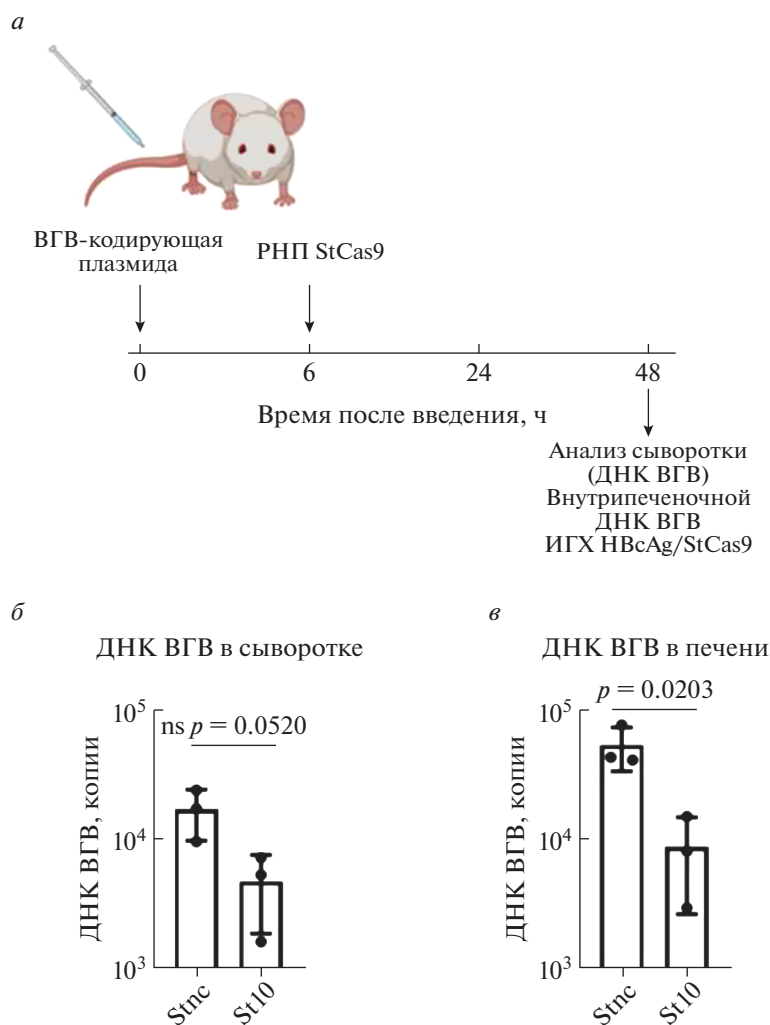 а
ВГВ-кодирующая
плазмида
РНП StCas9
0
6
24
48
Время после введения, ч
Анализ сыворотки
(ДНК ВГВ)
Внутрипеченочной
ДНК ВГВ
ИГХ HBcAg/StCas9
б
ДНК ВГВ в сыворотке
ns p = 0.0520
ДНК ВГВ, копии
10⁵
10⁴
10³
Stnc
St10
в
ДНК ВГВ в печени
p = 0.0203
ДНК ВГВ, копии
10⁵
10⁴
10³
Stnc
St10